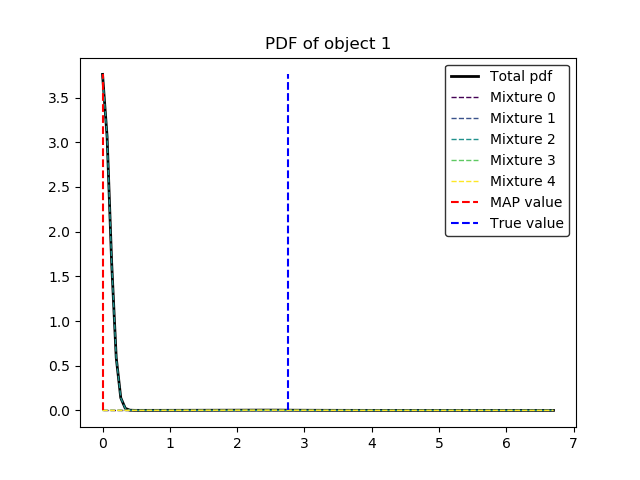 PDF of object 1
Total pdf
Mixture 0
Mixture 1
Mixture 2
Mixture 3
Mixture 4
MAP value
True value
3.5
3.0
2.5
2.0
1.5
1.0
0.5
0.0
0 1 2 3 4 5 6 7